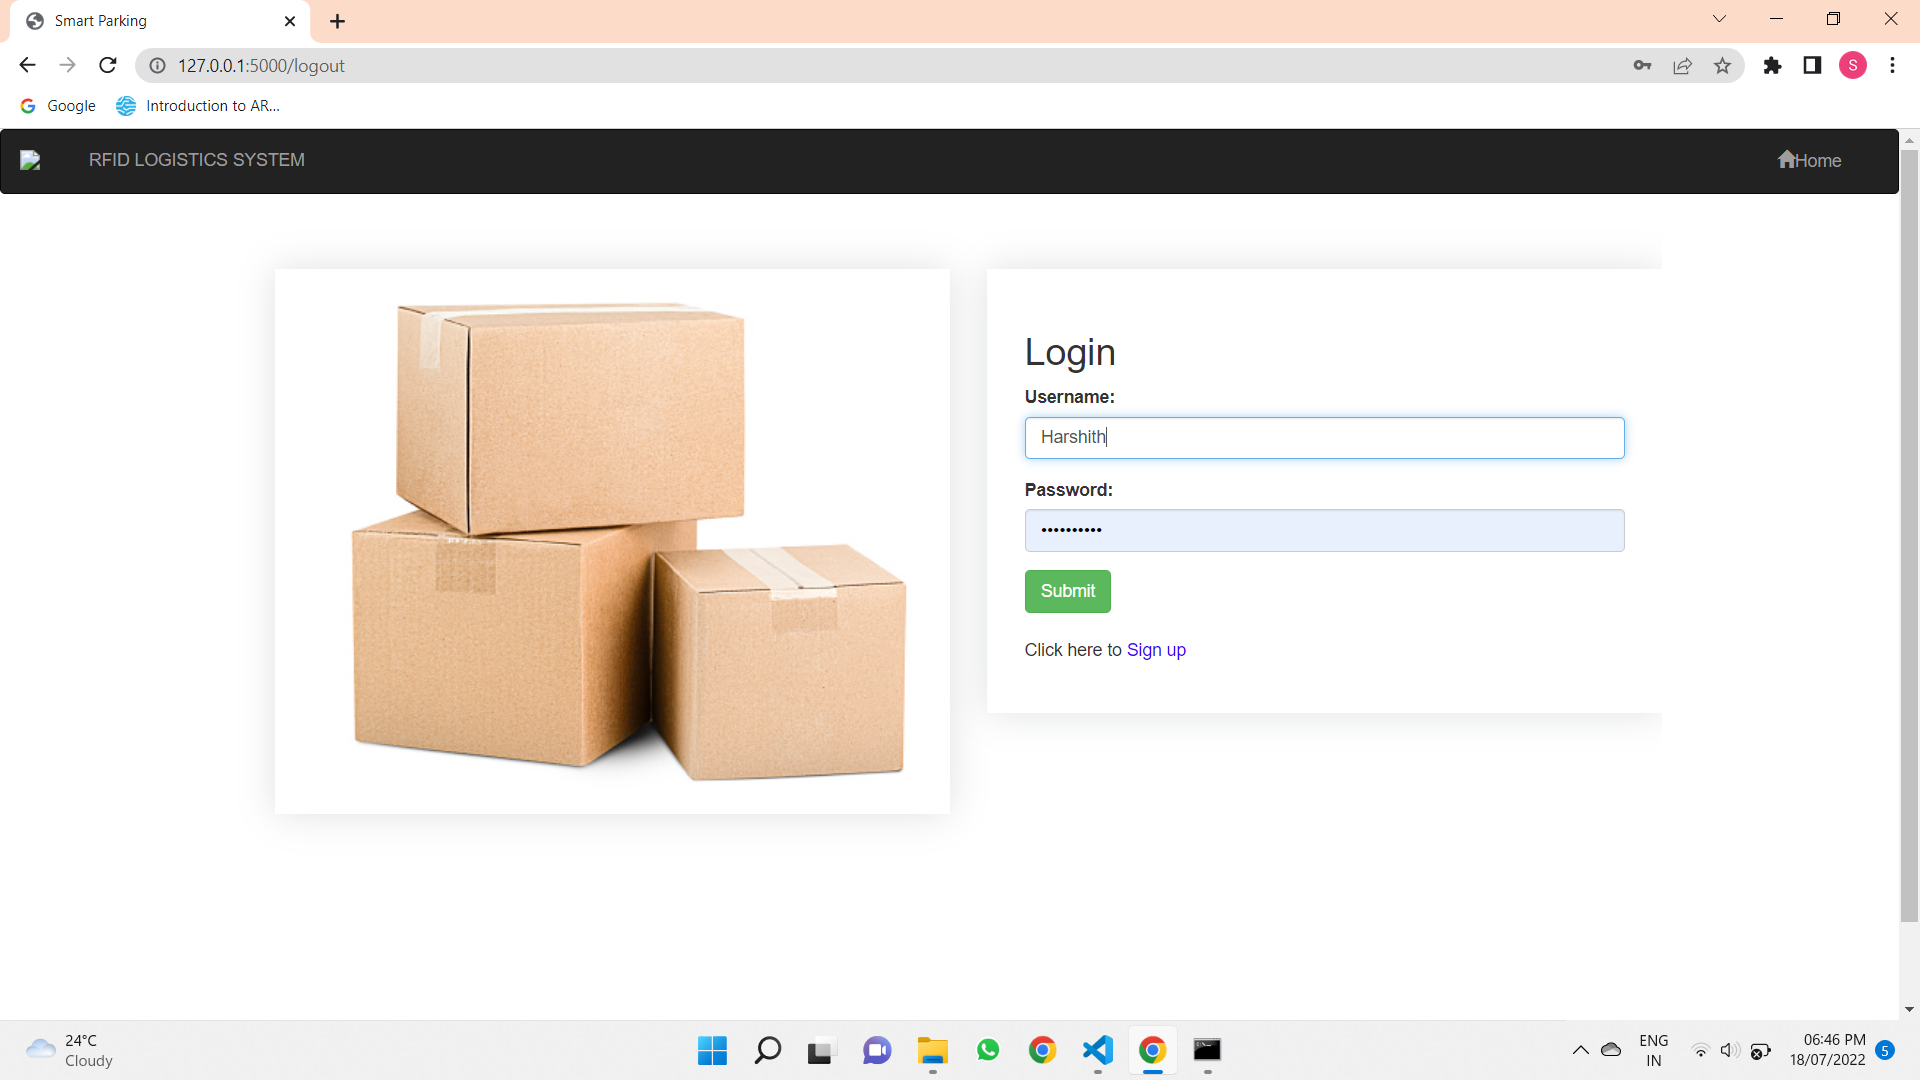 Smart Parking
127.0.0.1:5000/logout
S
Google
Introduction to AR...
RFID LOGISTICS SYSTEM
Home
Login
Username:
Harshith
Password:
••••••••••
Submit
Click here to Sign up
24°C
Cloudy
ENG
IN
06:46 PM
18/07/2022
5